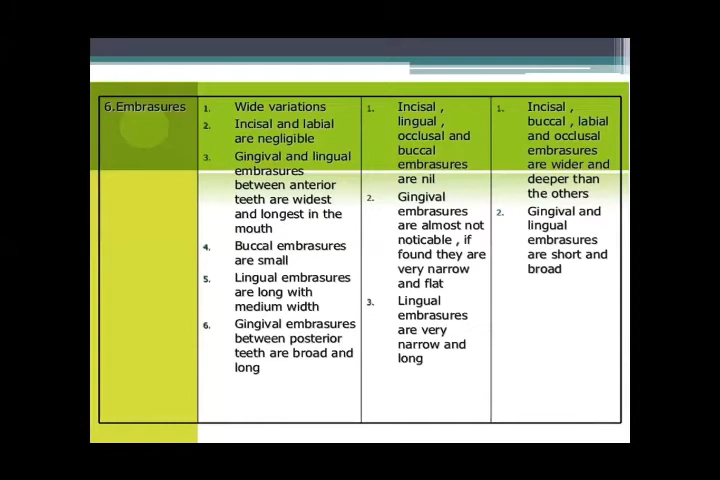 6.Embrasures
1. Wide variations
2. Incisal and labial
are negligible
3. Gingival and lingual
embrasures
between anterior
teeth are widest
and longest in the
mouth
4. Buccal embrasures
are small
5. Lingual embrasures
are long with
medium width
6. Gingival embrasures
between posterior
teeth are broad and
long
1. Incisal ,
lingual ,
occlusal and
buccal
embrasures
are nil
2. Gingival
embrasures
are almost not
noticable , if
found they are
very narrow
and flat
3. Lingual
embrasures
are very
narrow and
long
1. Incisal ,
buccal , labial
and occlusal
embrasures
are wider and
deeper than
the others
2. Gingival and
lingual
embrasures
are short and
broad